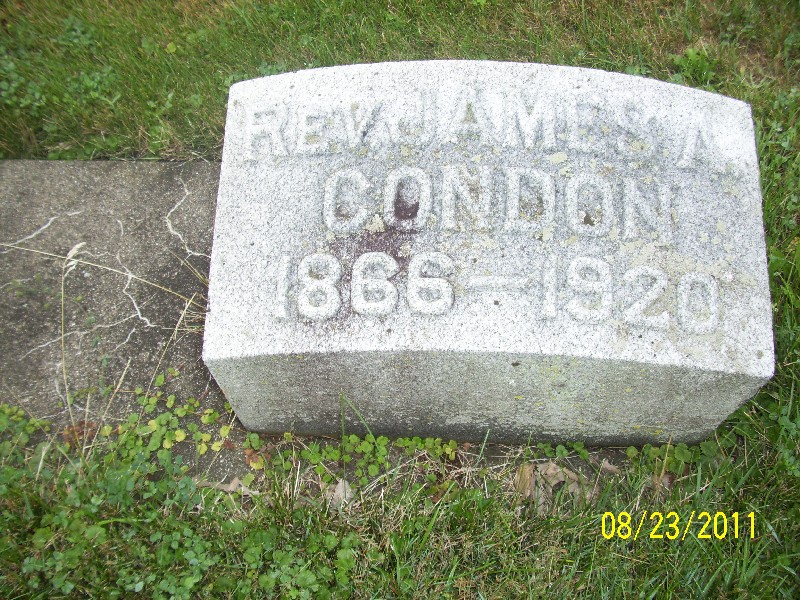 REV. JAMES A.
CONDON
1866—1920
08/23/2011